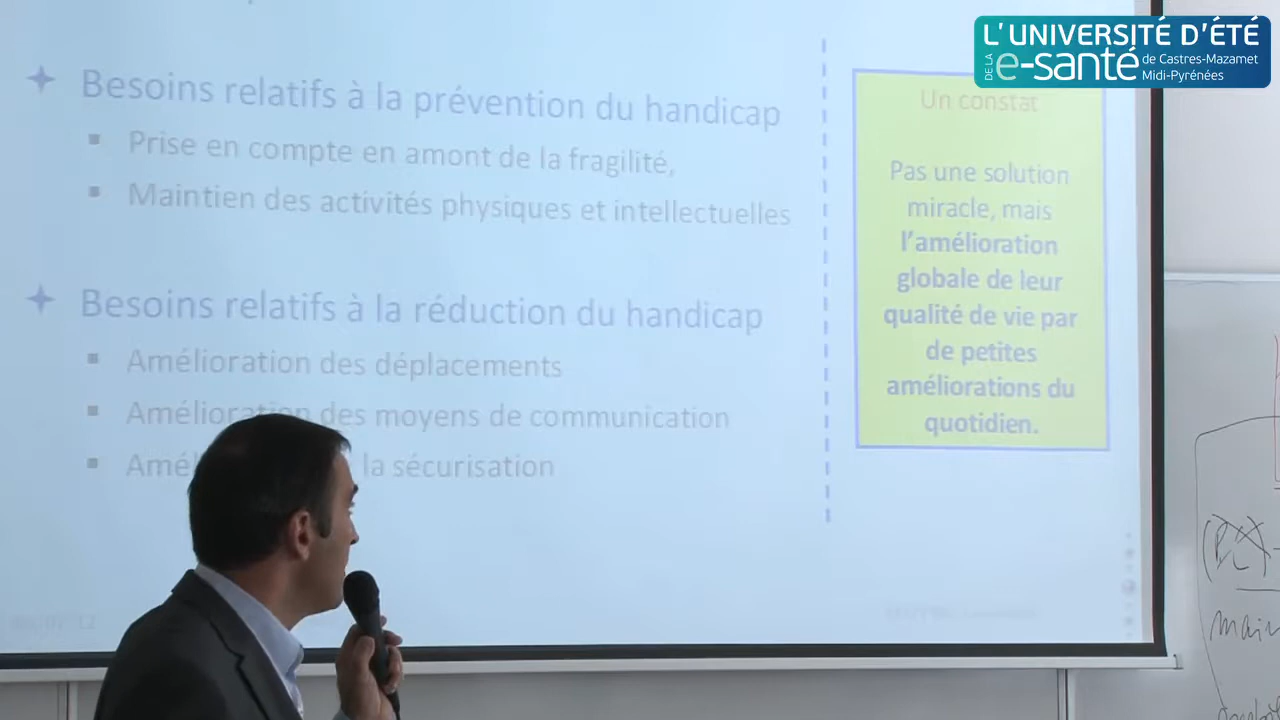 L'UNIVERSITÉ D'ÉTÉ
DE LA e-santé de Castres-Mazamet
Midi-Pyrénées
Besoins relatifs à la prévention du handicap
Prise en compte en amont de la fragilité,
Maintien des activités physiques et intellectuelles
Besoins relatifs à la réduction du handicap
Amélioration des déplacements
Amélioration des moyens de communication
Amé
la sécurisation
Un constat
Pas une solution
miracle, mais
l'amélioration
globale de leur
qualité de vie par
de petites
améliorations du
quotidien.